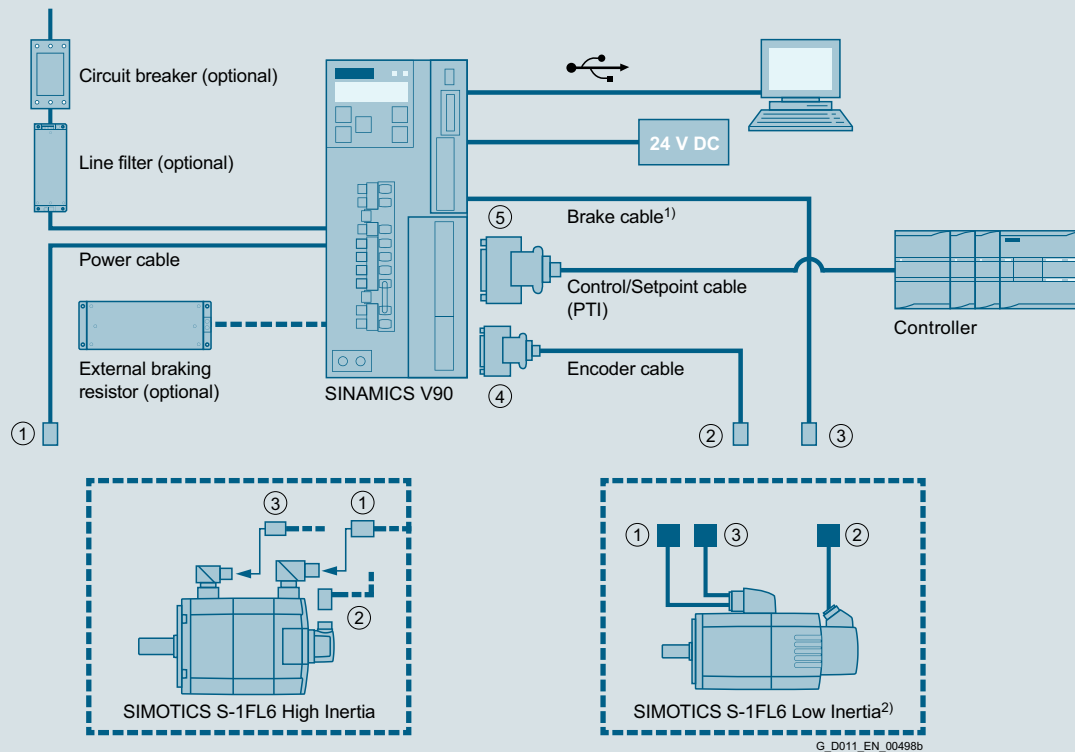 Circuit breaker (optional)
Line filter (optional)
24 V DC
⑤
Brake cable1)
Power cable
Control/Setpoint cable
(PTI)
Controller
External braking
resistor (optional)
SINAMICS V90
Encoder cable
④
①
②
③
③
①
②
SIMOTICS S-1FL6 High Inertia
①
③
②
SIMOTICS S-1FL6 Low Inertia2)
G_D011_EN_00498b